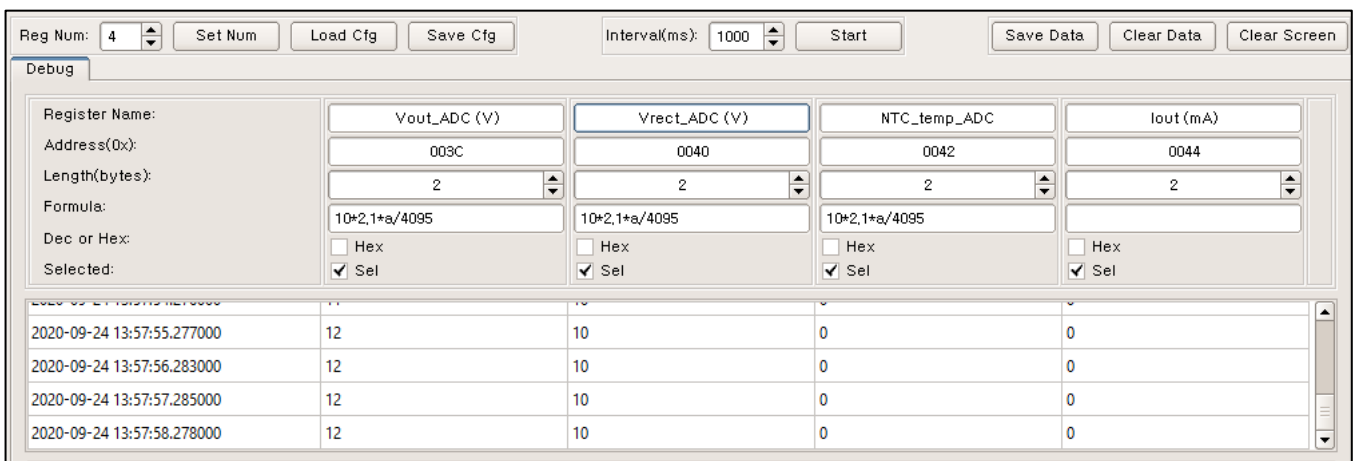 Reg Num: 4 Set Num Load Cfg Save Cfg Interval(ms): 1000 Start Save Data Clear Data Clear Screen
Debug
Register Name: Vout_ADC (V) Vrect_ADC (V) NTC_temp_ADC Iout (mA)
Address(0x): 003C 0040 0042 0044
Length(bytes): 2 2 2 2
Formula: 10*2.1*a/4095 10*2.1*a/4095 10*2.1*a/4095
Dec or Hex: Hex Hex Hex Hex
Selected: Sel Sel Sel Sel
2020-09-24 13:57:55.277000 12 10 0 0
2020-09-24 13:57:56.283000 12 10 0 0
2020-09-24 13:57:57.285000 12 10 0 0
2020-09-24 13:57:58.278000 12 10 0 0